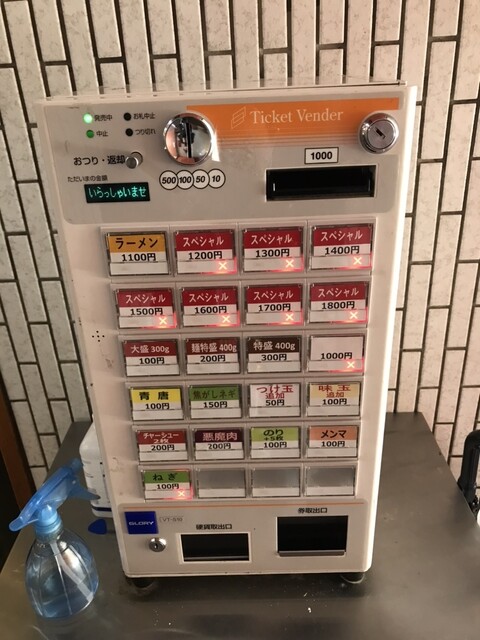 発売中
お札中止
中止
つり切れ
Ticket Vender
おつり・返却
500 100 50 10
1000
ただいまの金額
いらっしゃいませ
ラーメン
1100円
スペシャル
1200円
スペシャル
1300円
スペシャル
1400円
スペシャル
1500円
スペシャル
1600円
スペシャル
1700円
スペシャル
1800円
大盛 300g
100円
麺特盛 400g
200円
特盛 400g
300円
1000円
青唐
100円
焦がしネギ
150円
つけ玉
追加
50円
味玉
追加
100円
チャーシュー
2枚
200円
悪魔肉
200円
のり
+5枚
100円
メンマ
100円
ねぎ
100円
GLORY
硬貨取出口
券取出口